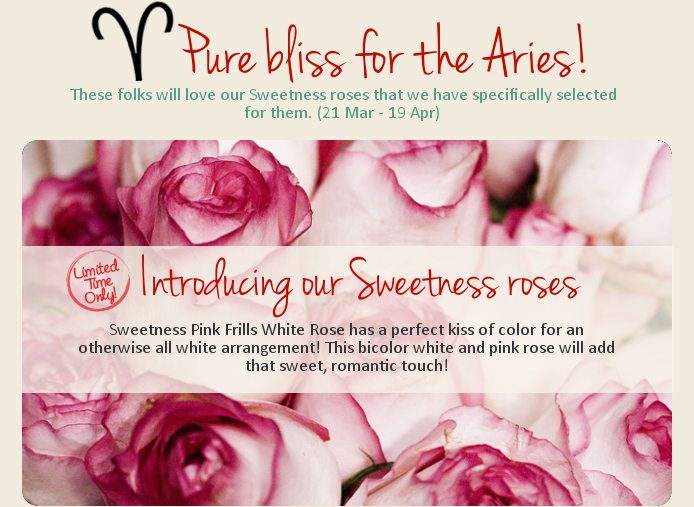 Pure bliss for the Aries!
These folks will love our Sweetness roses that we have specifically selected
for them. (21 Mar - 19 Apr)
Limited
Time
Only!
Introducing our Sweetness roses
Sweetness Pink Frills White Rose has a perfect kiss of color for an
otherwise all white arrangement! This bicolor white and pink rose will add
that sweet, romantic touch!